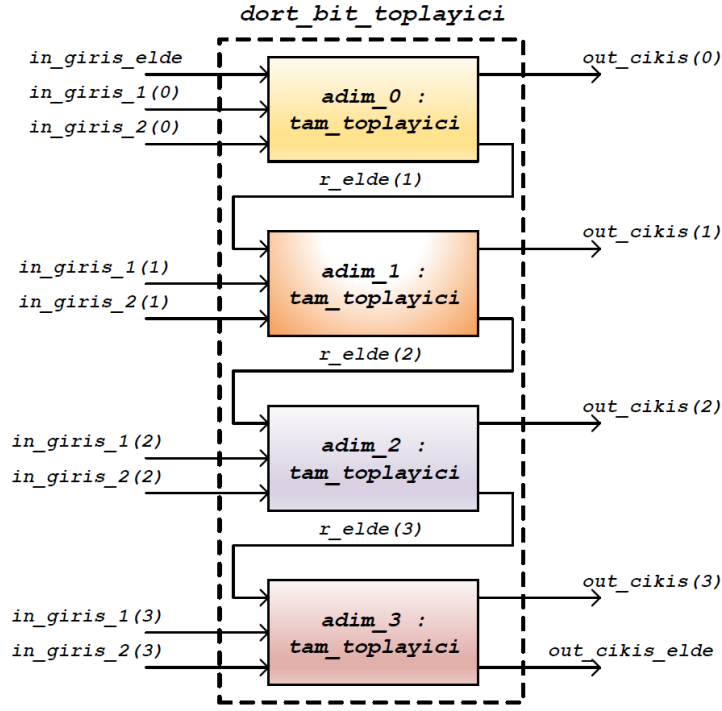 dort_bit_toplayici
in_giris_elde
in_giris_1(0)
in_giris_2(0)
adim_0 :
tam_toplayici
out_cikis(0)
r_elde(1)
in_giris_1(1)
in_giris_2(1)
adim_1 :
tam_toplayici
out_cikis(1)
r_elde(2)
in_giris_1(2)
in_giris_2(2)
adim_2 :
tam_toplayici
out_cikis(2)
r_elde(3)
in_giris_1(3)
in_giris_2(3)
adim_3 :
tam_toplayici
out_cikis(3)
out_cikis_elde